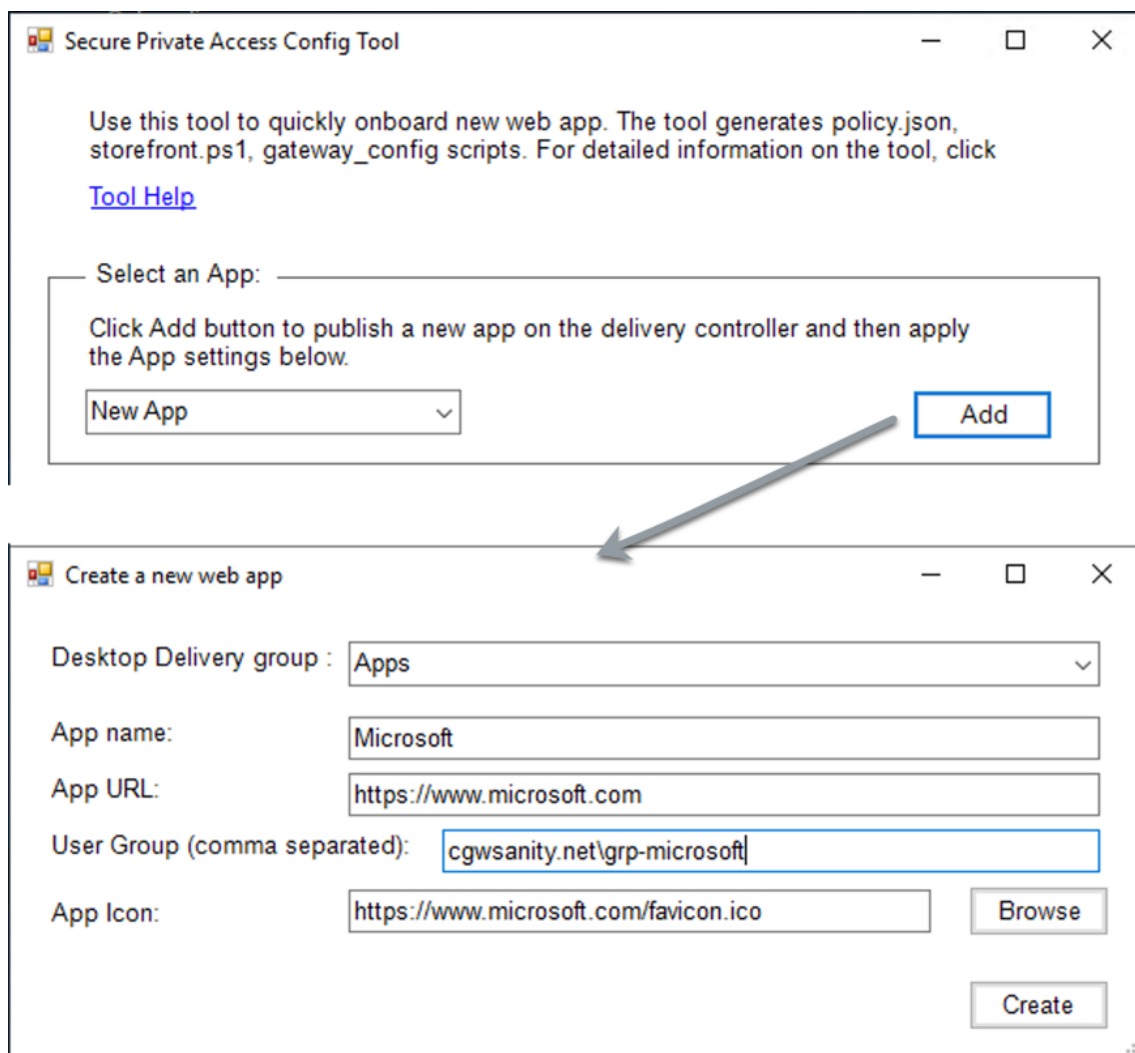 Secure Private Access Config Tool
Use this tool to quickly onboard new web app. The tool generates policy.json,
storefront.ps1, gateway_config scripts. For detailed information on the tool, click
Tool Help
Select an App:
Click Add button to publish a new app on the delivery controller and then apply
the App settings below.
New App
Add
Create a new web app
Desktop Delivery group : Apps
App name: Microsoft
App URL: https://www.microsoft.com
User Group (comma separated): cgwsanity.net\grp-microsoft
App Icon: https://www.microsoft.com/favicon.ico Browse
Create